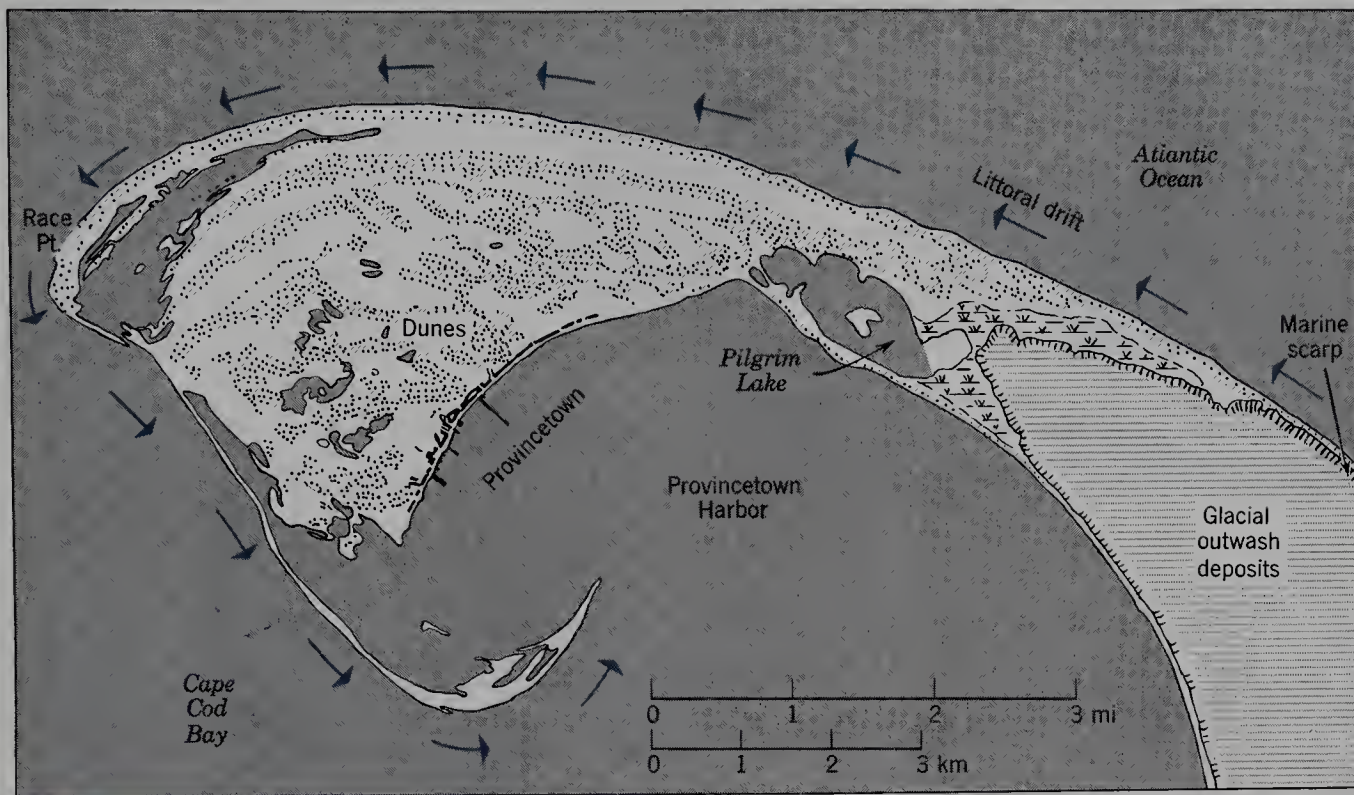 Atlantic
Ocean
Littoral drift
Race
Pt.
Dunes
Marine
scarp
Pilgrim
Lake
Provincetown
Provincetown
Harbor
Glacial
outwash
deposits
Cape
Cod
Bay
0 1 2 3 mi
0 1 2 3 km